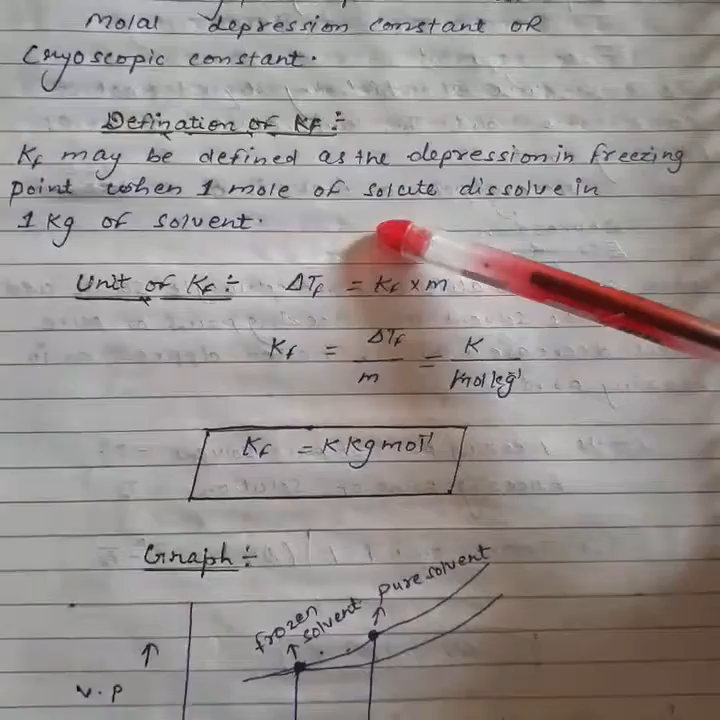 Molal depression constant OR
Cryoscopic constant.
Defination of Kf ÷
Kf may be defined as the depression in freezing
point when 1 mole of solute dissolve in
1 Kg of solvent.
Unit of Kf ÷ ΔTf = Kf × m
Kf = ΔTf / m = K / mol kg⁻¹
Kf = K kg mol⁻¹
Graph ÷
frozen solvent
pure solvent
↑
V.P